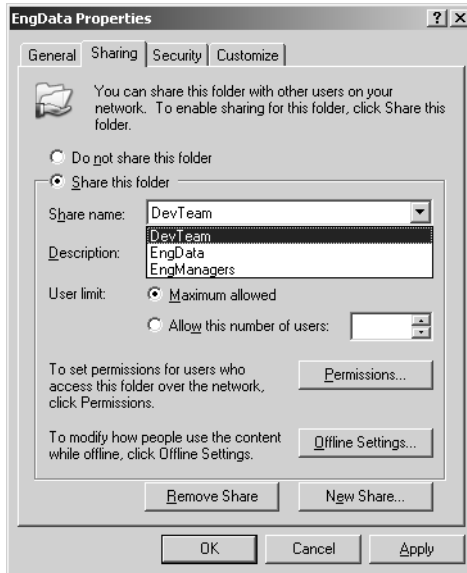 EngData Properties
General Sharing Security Customize
You can share this folder with other users on your
network. To enable sharing for this folder, click Share this
folder.
Do not share this folder
Share this folder
Share name: DevTeam
DevTeam
Description: EngData
EngManagers
User limit: Maximum allowed
Allow this number of users:
To set permissions for users who
access this folder over the network,
click Permissions.
Permissions...
To modify how people use the content
while offline, click Offline Settings.
Offline Settings...
Remove Share New Share...
OK Cancel Apply